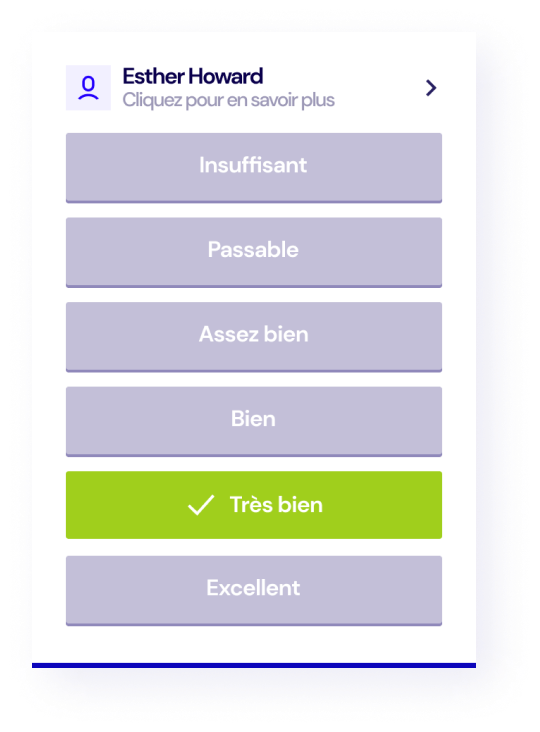 Esther Howard
Cliquez pour en savoir plus
Insuffisant
Passable
Assez bien
Bien
Très bien
Excellent